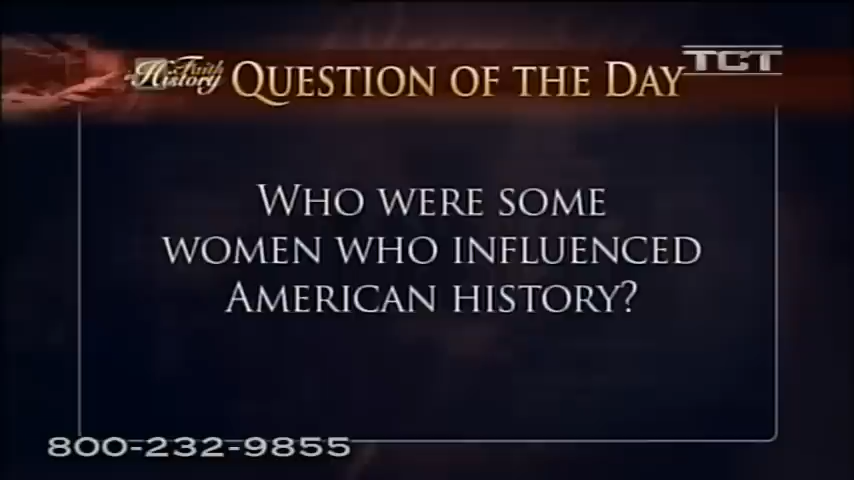 Faith
History
QUESTION OF THE DAY
TCT
WHO WERE SOME
WOMEN WHO INFLUENCED
AMERICAN HISTORY?
800-232-9855